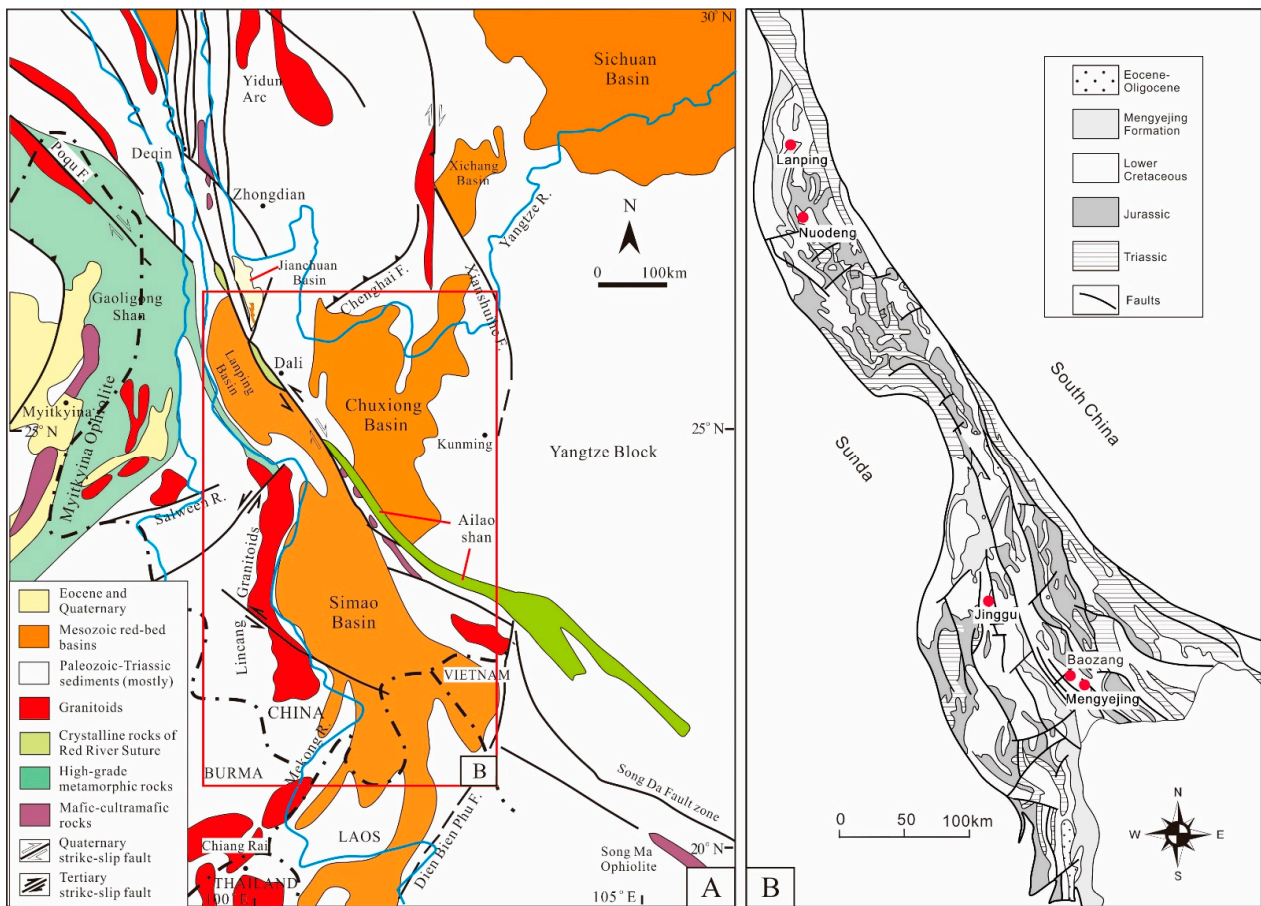 30° N
Sichuan
Basin
Yidun
Arc
Deqin
Poqu F.
Zhongdian
Xichang
Basin
Yangtze R.
N
0 100km
Jianchuan
Basin
Chenghai F.
Xianshuihe F.
Gaoligong
Shan
Lanping
Basin
Dali
Chuxiong
Basin
Kunming
Myitkyina
25° N
25° N
Myitkyina Ophiolite
Yangtze Block
Salween R.
Ailao
shan
Lincang
Granitoids
Simao
Basin
VIETNAM
CHINA
Mekong R.
BURMA
B
Song Da Fault zone
LAOS
Dien Bien Phu F.
Chiang Rai
Song Ma
Ophiolite
20° N
THAILAND
100° E
105° E
A
Eocene and
Quaternary
Mesozoic red-bed
basins
Paleozoic-Triassic
sediments (mostly)
Granitoids
Crystalline rocks of
Red River Suture
High-grade
metamorphic rocks
Mafic-cultramafic
rocks
Quaternary
strike-slip fault
Tertiary
strike-slip fault
Eocene-
Oligocene
Mengyejing
Formation
Lower
Cretaceous
Jurassic
Triassic
Faults
Lanping
Nuodeng
South China
Sunda
Jinggu
Baozang
Mengyejing
0 50 100km
N
W E
S
B